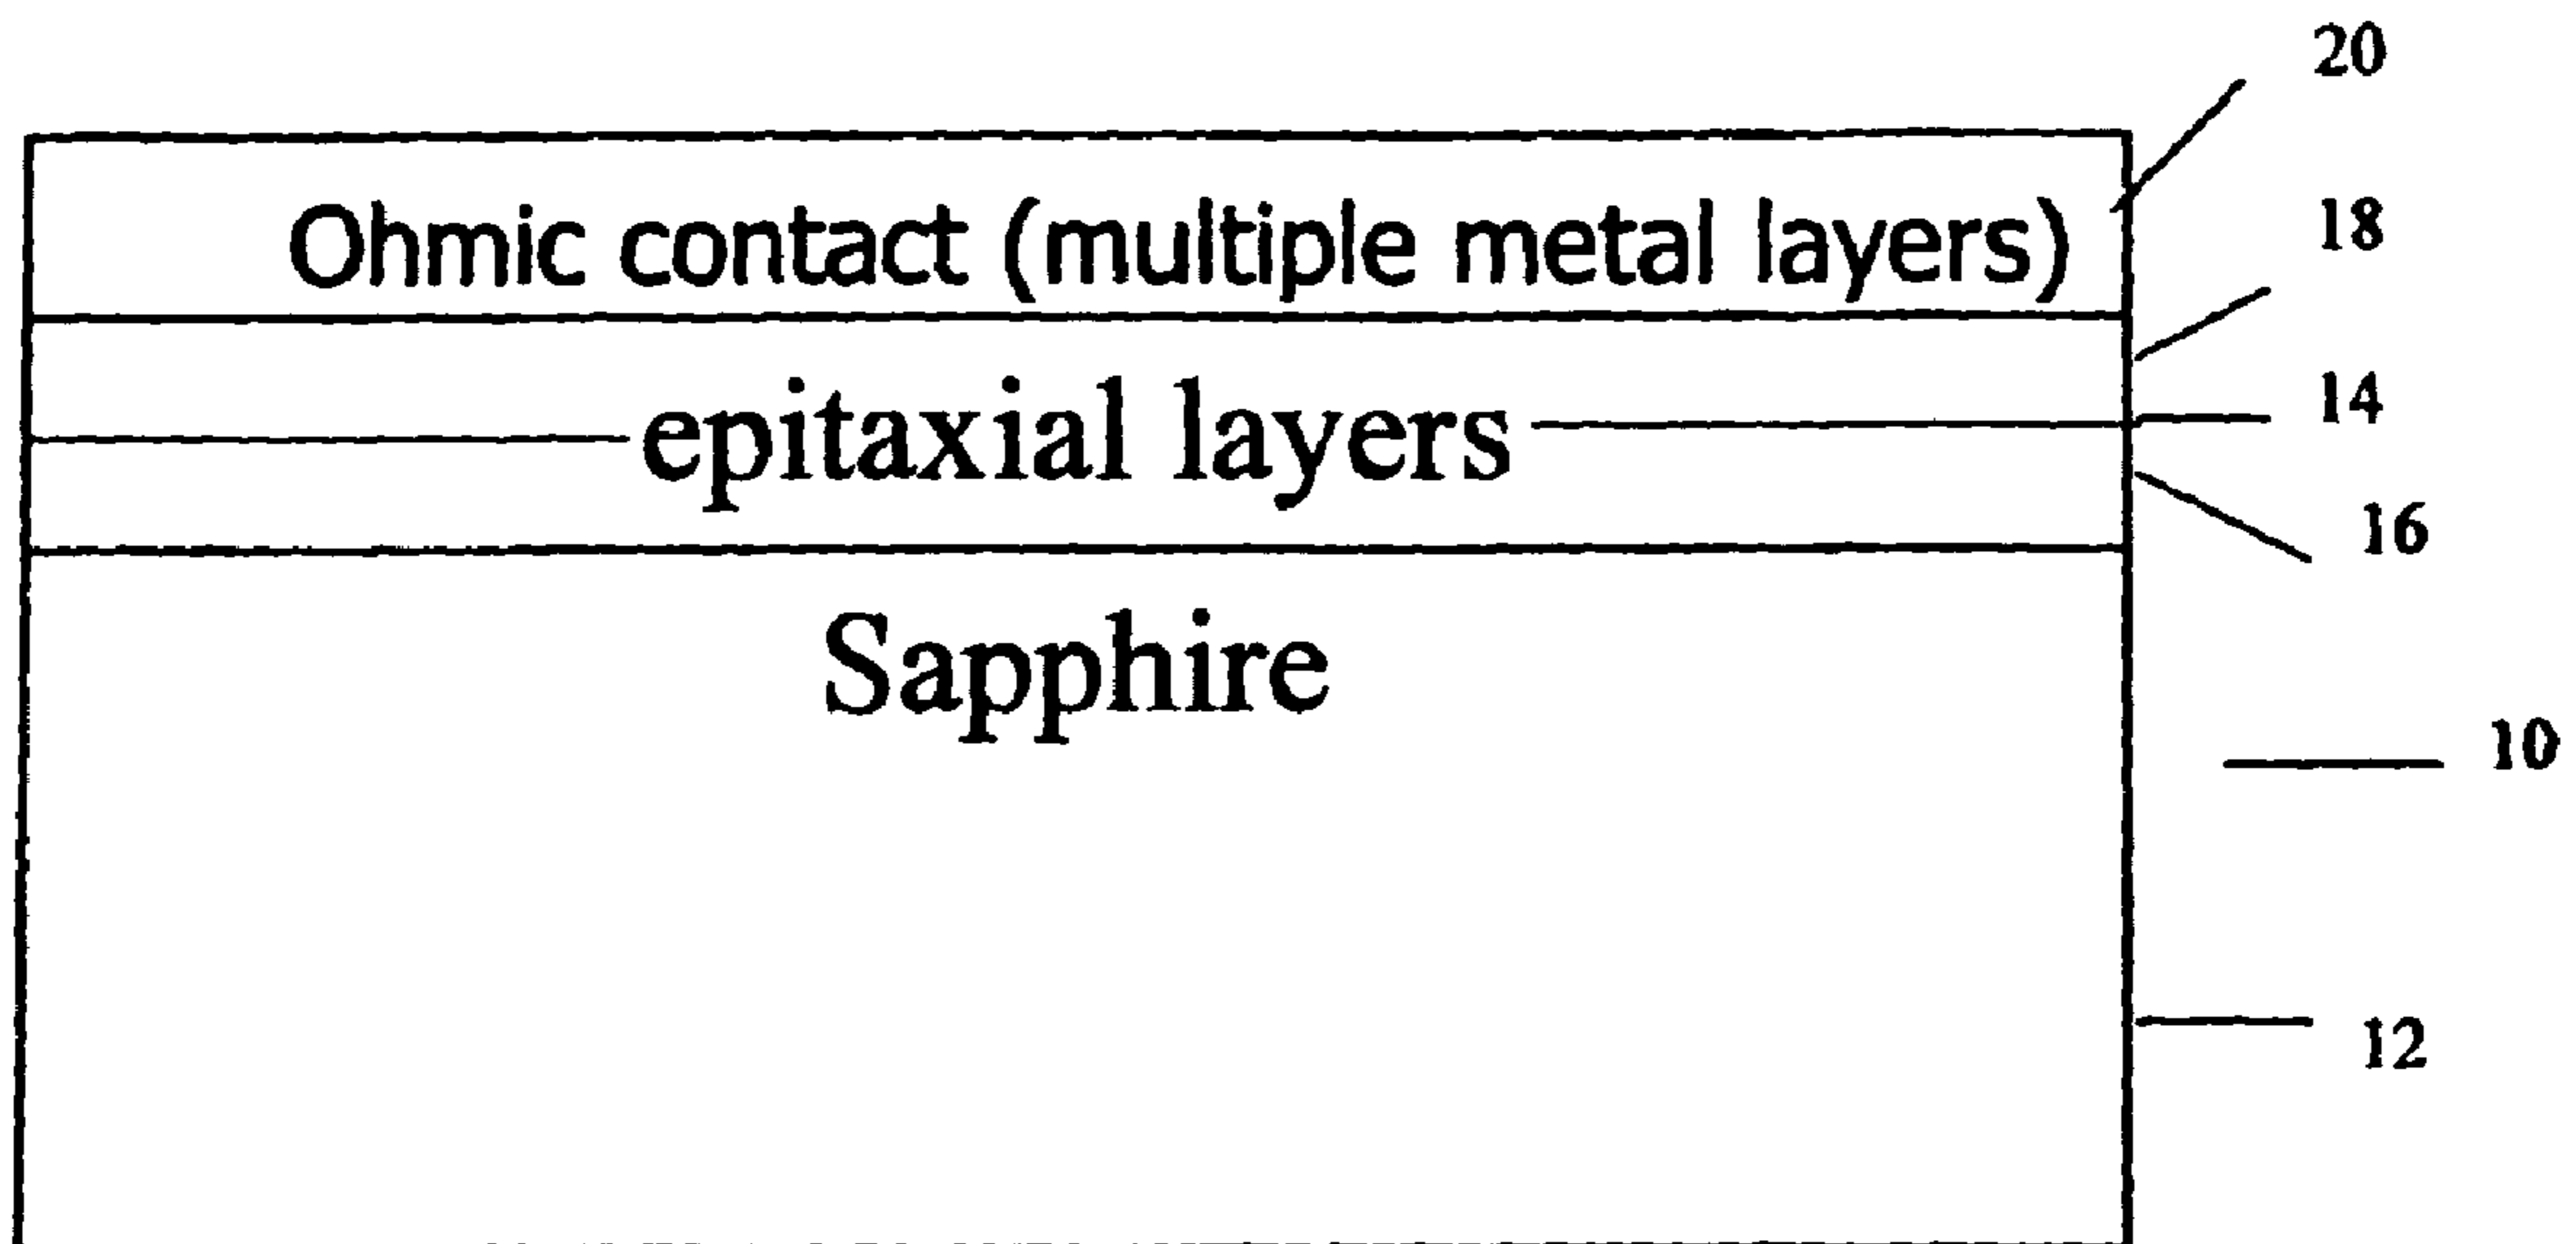 20
Ohmic contact (multiple metal layers)
18
epitaxial layers
14
16
Sapphire
10
12